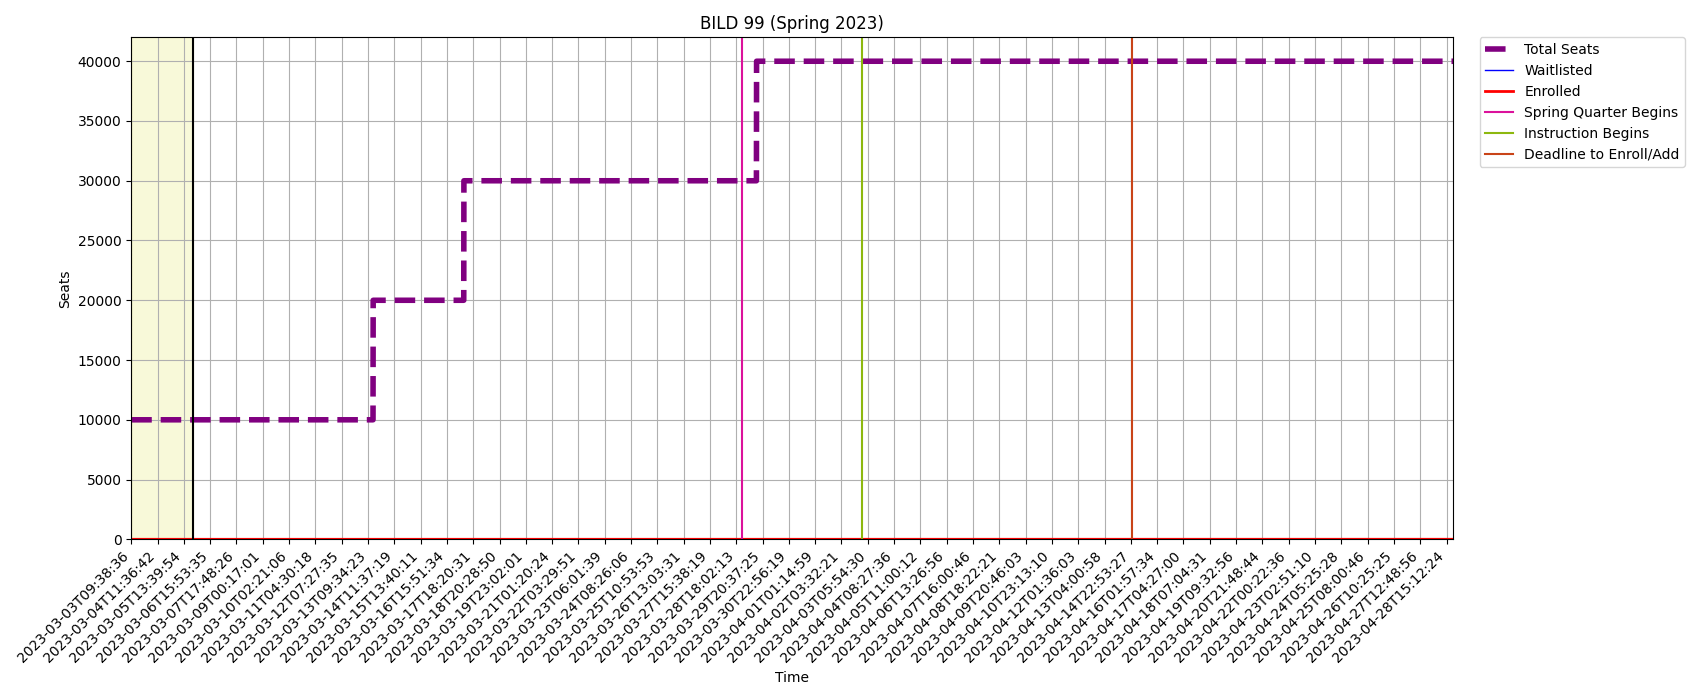 BILD 99 (Spring 2023)
40000
35000
30000
25000
20000
15000
10000
5000
0
Seats
Total Seats
Waitlisted
Enrolled
Spring Quarter Begins
Instruction Begins
Deadline to Enroll/Add
2023-03-03T09:38:36
2023-03-04T11:36:42
2023-03-05T13:39:54
2023-03-06T15:53:35
2023-03-07T17:48:26
2023-03-09T00:17:01
2023-03-10T02:21:06
2023-03-11T04:30:18
2023-03-12T07:27:35
2023-03-13T09:34:23
2023-03-14T11:37:19
2023-03-15T13:40:11
2023-03-16T15:51:34
2023-03-17T18:20:31
2023-03-18T20:28:50
2023-03-19T23:02:01
2023-03-21T01:20:24
2023-03-22T03:29:51
2023-03-23T06:01:39
2023-03-24T08:26:06
2023-03-25T10:53:53
2023-03-26T13:03:31
2023-03-27T15:38:19
2023-03-28T18:02:13
2023-03-29T20:37:25
2023-03-30T22:56:19
2023-04-01T01:14:59
2023-04-02T03:32:21
2023-04-03T05:54:30
2023-04-04T08:27:36
2023-04-05T11:00:12
2023-04-06T13:26:56
2023-04-07T16:00:46
2023-04-08T18:22:21
2023-04-09T20:46:03
2023-04-10T23:13:10
2023-04-12T01:36:03
2023-04-13T04:00:58
2023-04-14T22:53:27
2023-04-16T01:57:34
2023-04-17T04:27:00
2023-04-18T07:04:31
2023-04-19T09:32:56
2023-04-20T21:48:44
2023-04-22T00:22:36
2023-04-23T02:51:10
2023-04-24T05:25:28
2023-04-25T08:00:46
2023-04-26T10:25:25
2023-04-27T12:48:56
2023-04-28T15:12:24
Time